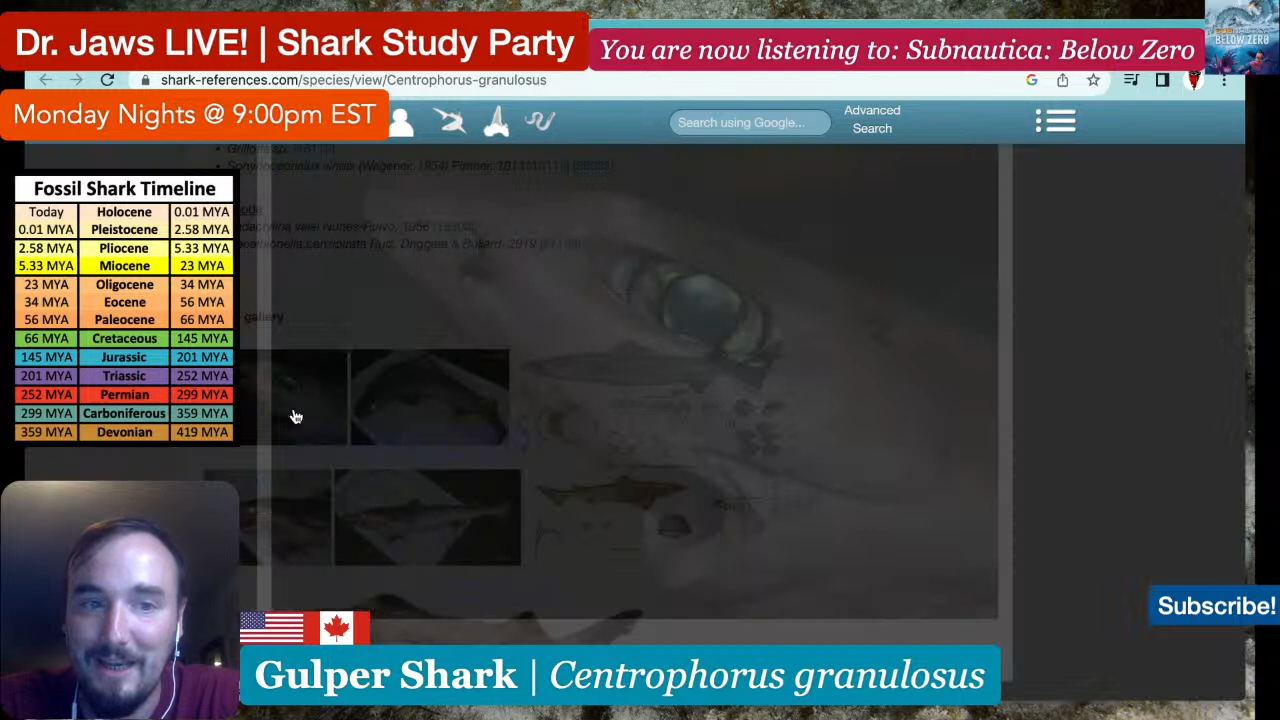 Dr. Jaws LIVE! | Shark Study Party
You are now listening to: Subnautica: Below Zero
BELOW ZERO
shark-references.com/species/view/Centrophorus-granulosus
Monday Nights @ 9:00pm EST
Search using Google...
Advanced
Search
gallery
Fossil Shark Timeline
Today Holocene 0.01 MYA
0.01 MYA Pleistocene 2.58 MYA
2.58 MYA Pliocene 5.33 MYA
5.33 MYA Miocene 23 MYA
23 MYA Oligocene 34 MYA
34 MYA Eocene 56 MYA
56 MYA Paleocene 66 MYA
66 MYA Cretaceous 145 MYA
145 MYA Jurassic 201 MYA
201 MYA Triassic 252 MYA
252 MYA Permian 299 MYA
299 MYA Carboniferous 359 MYA
359 MYA Devonian 419 MYA
Subscribe!
Gulper Shark | Centrophorus granulosus